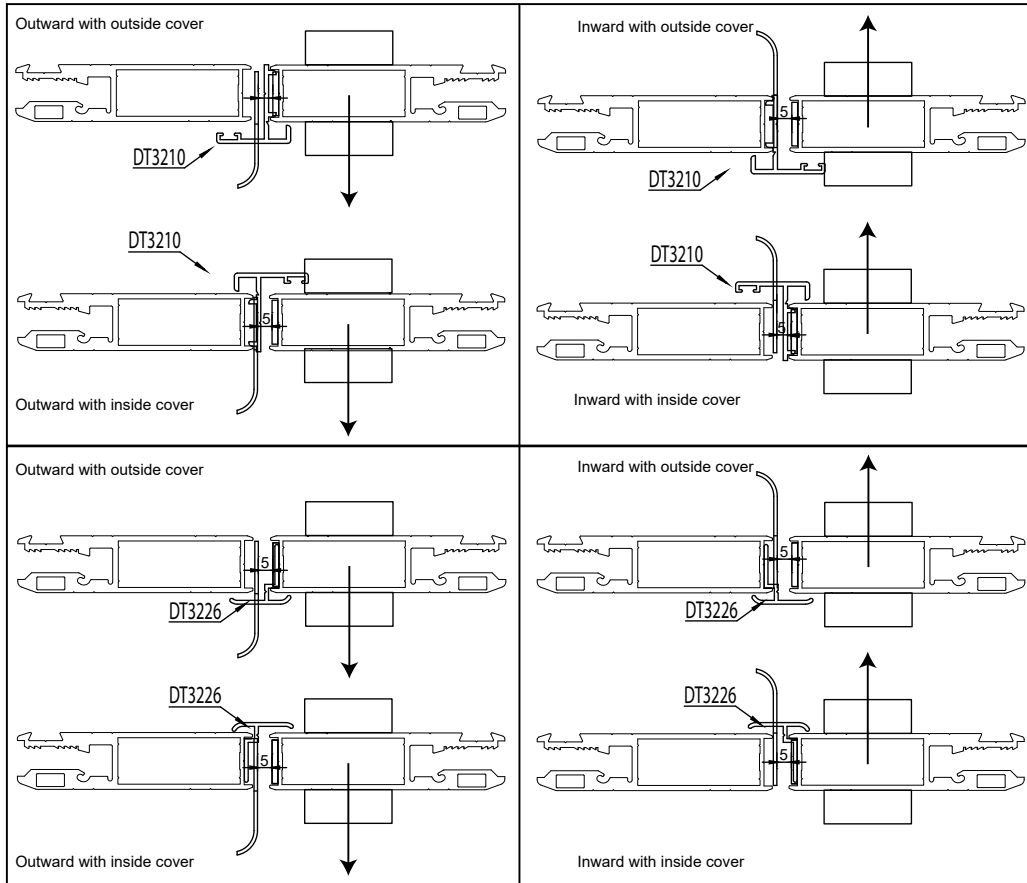 Outward with outside cover
DT3210
DT3210
5
Outward with inside cover
Inward with outside cover
5
DT3210
DT3210
5
Inward with inside cover
Outward with outside cover
5
DT3226
DT3226
5
Outward with inside cover
Inward with outside cover
5
DT3226
DT3226
5
Inward with inside cover